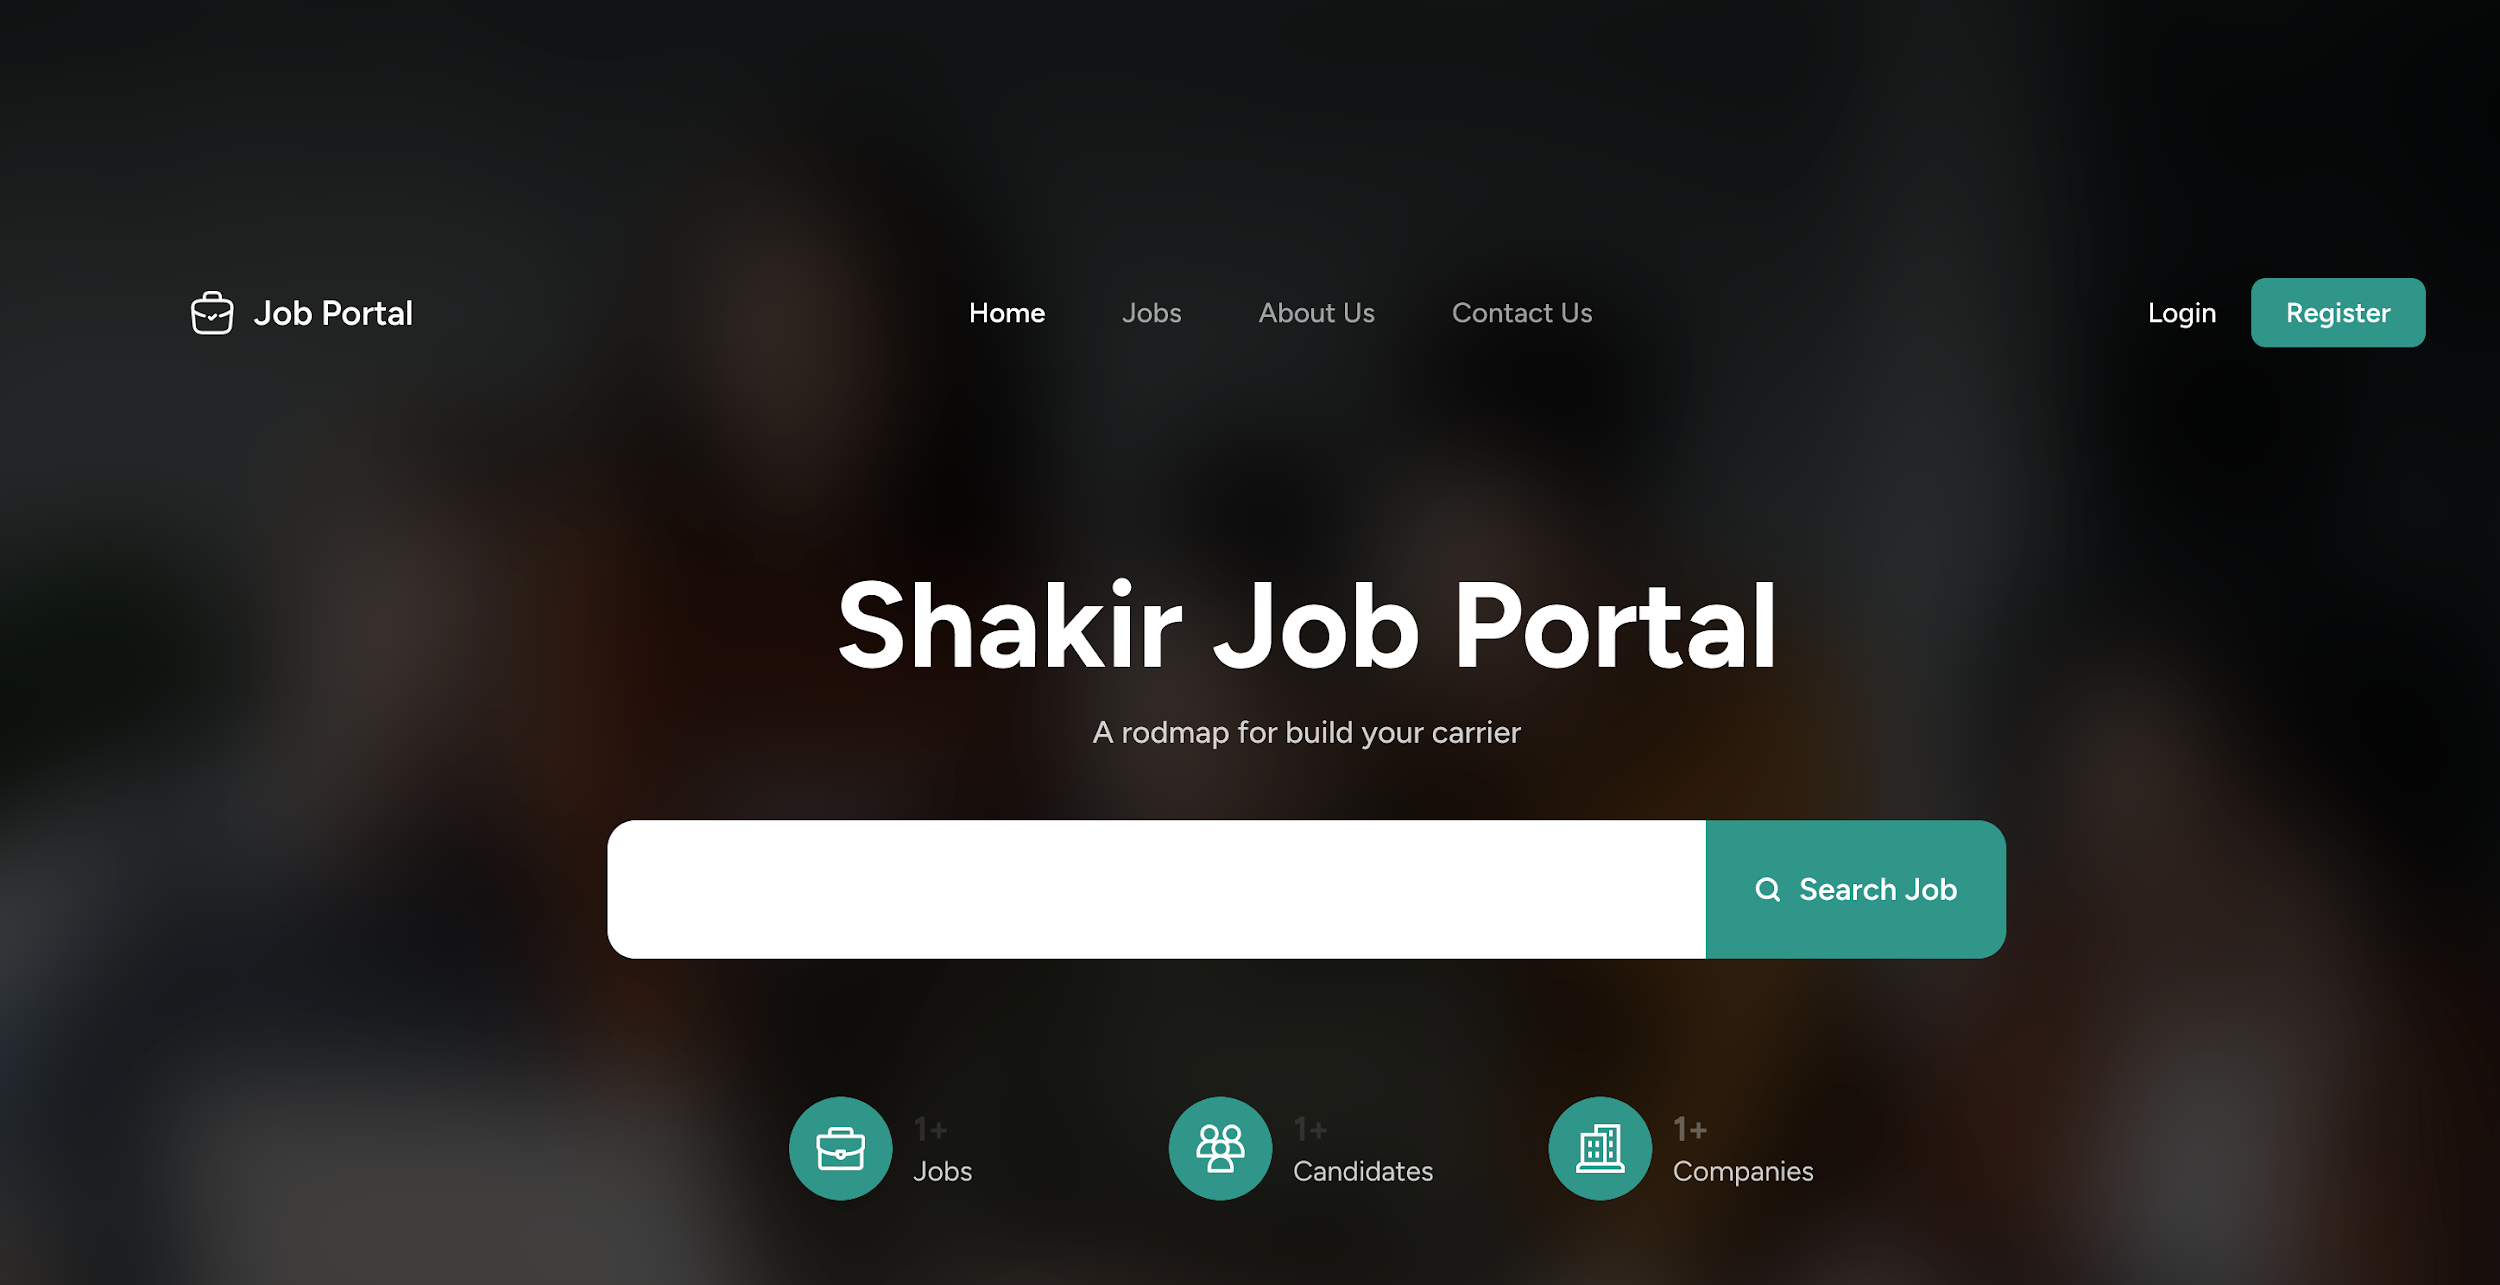 Job Portal
Home
Jobs
About Us
Contact Us
Login
Register
Shakir Job Portal
A rodmap for build your carrier
Search Job
1+
Jobs
1+
Candidates
1+
Companies